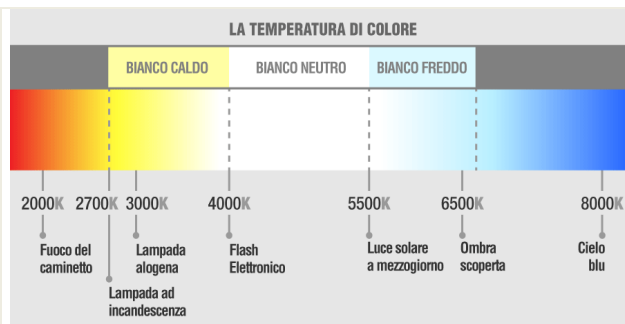 LA TEMPERATURA DI COLORE
BIANCO CALDO BIANCO NEUTRO BIANCO FREDDO
2000K 2700K 3000K 4000K 5500K 6500K 8000K
Fuoco del
caminetto
Lampada ad
incandescenza
Lampada
alogena
Flash
Elettronico
Luce solare
a mezzogiorno
Ombra
scoperta
Cielo
blu